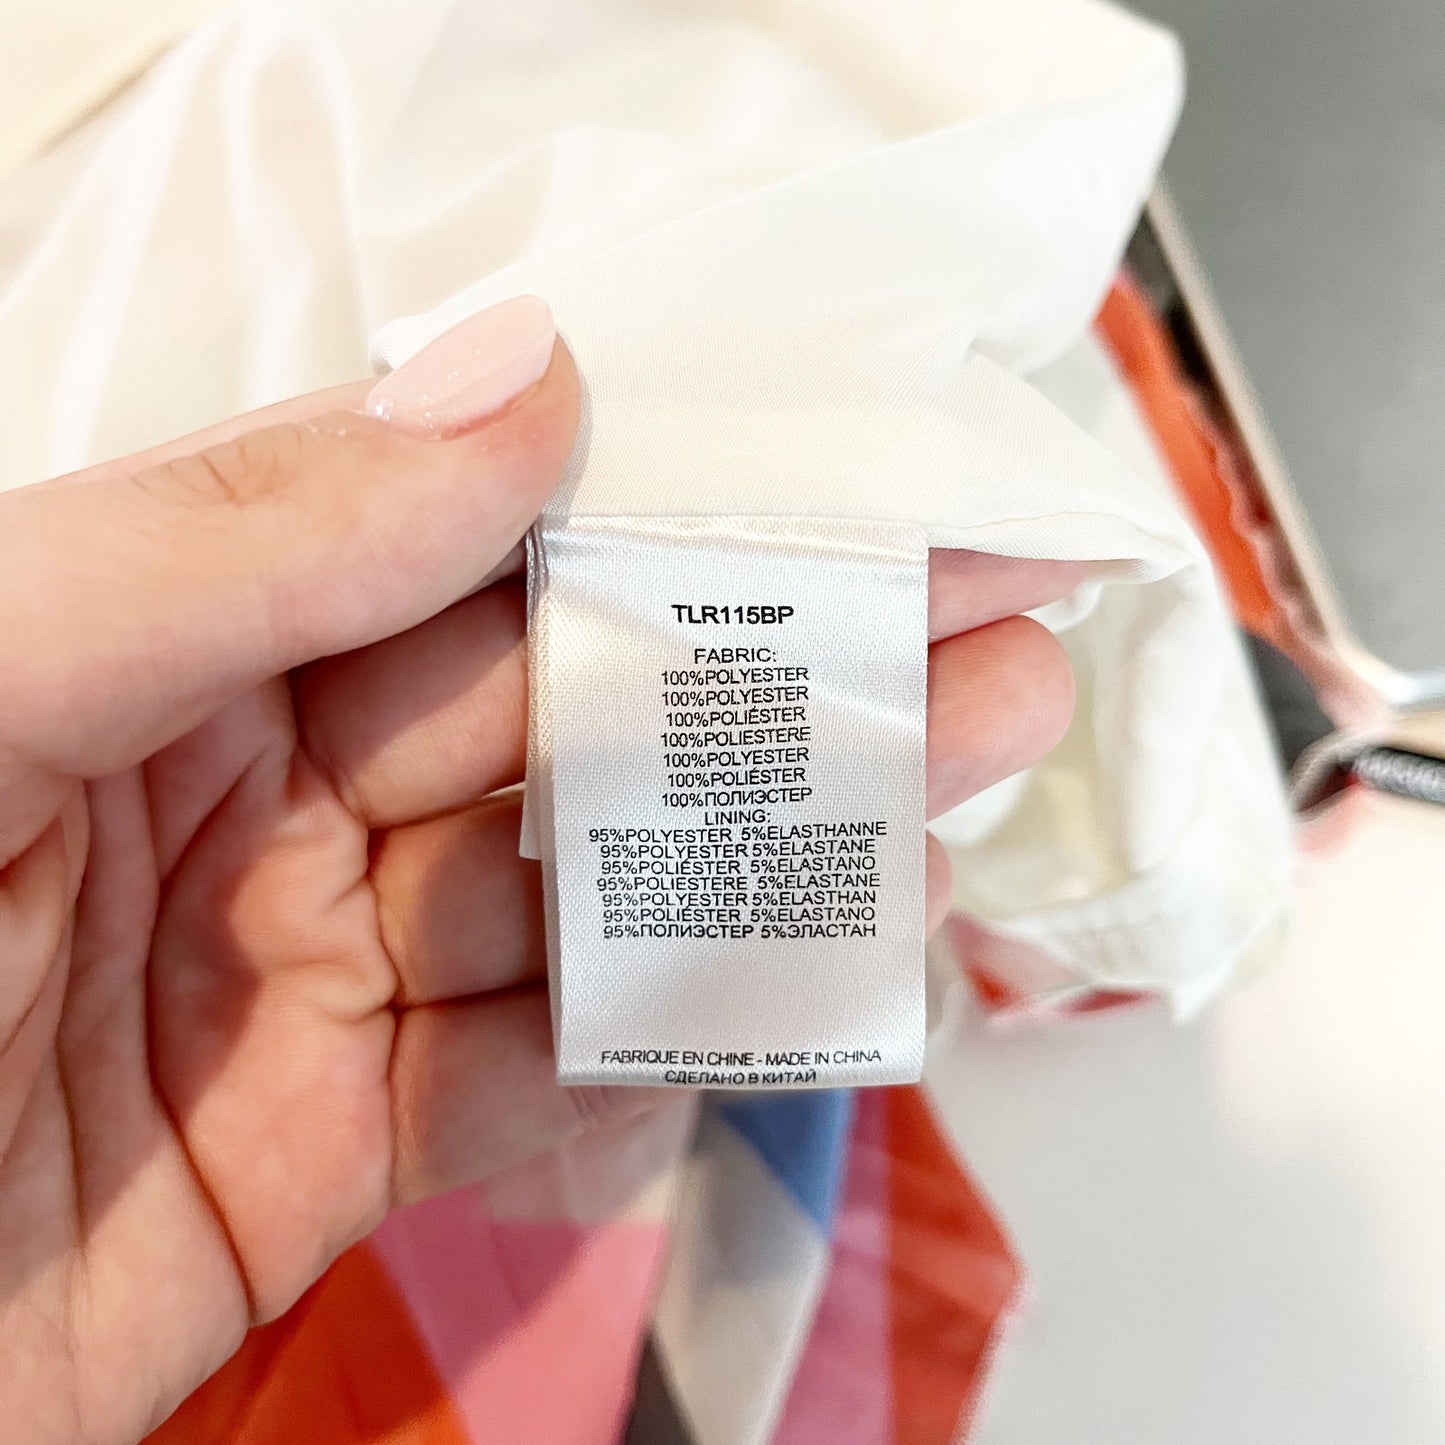 TLR115BP
FABRIC:
100%POLYESTER
100%POLYESTER
100%POLIÉSTER
100%POLIESTERE
100%POLYESTER
100%POLIÉSTER
100%ПОЛИЭСТЕР
LINING:
95%POLYESTER 5%ELASTHANNE
95%POLYESTER 5%ELASTANE
95%POLIÉSTER 5%ELASTANO
95%POLIESTERE 5%ELASTANE
95%POLYESTER 5%ELASTHAN
95%POLIÉSTER 5%ELASTANO
95%ПОЛИЭСТЕР 5%ЭЛАСТАН
FABRIQUE EN CHINE - MADE IN CHINA
СДЕЛАНО В КИТАЙ